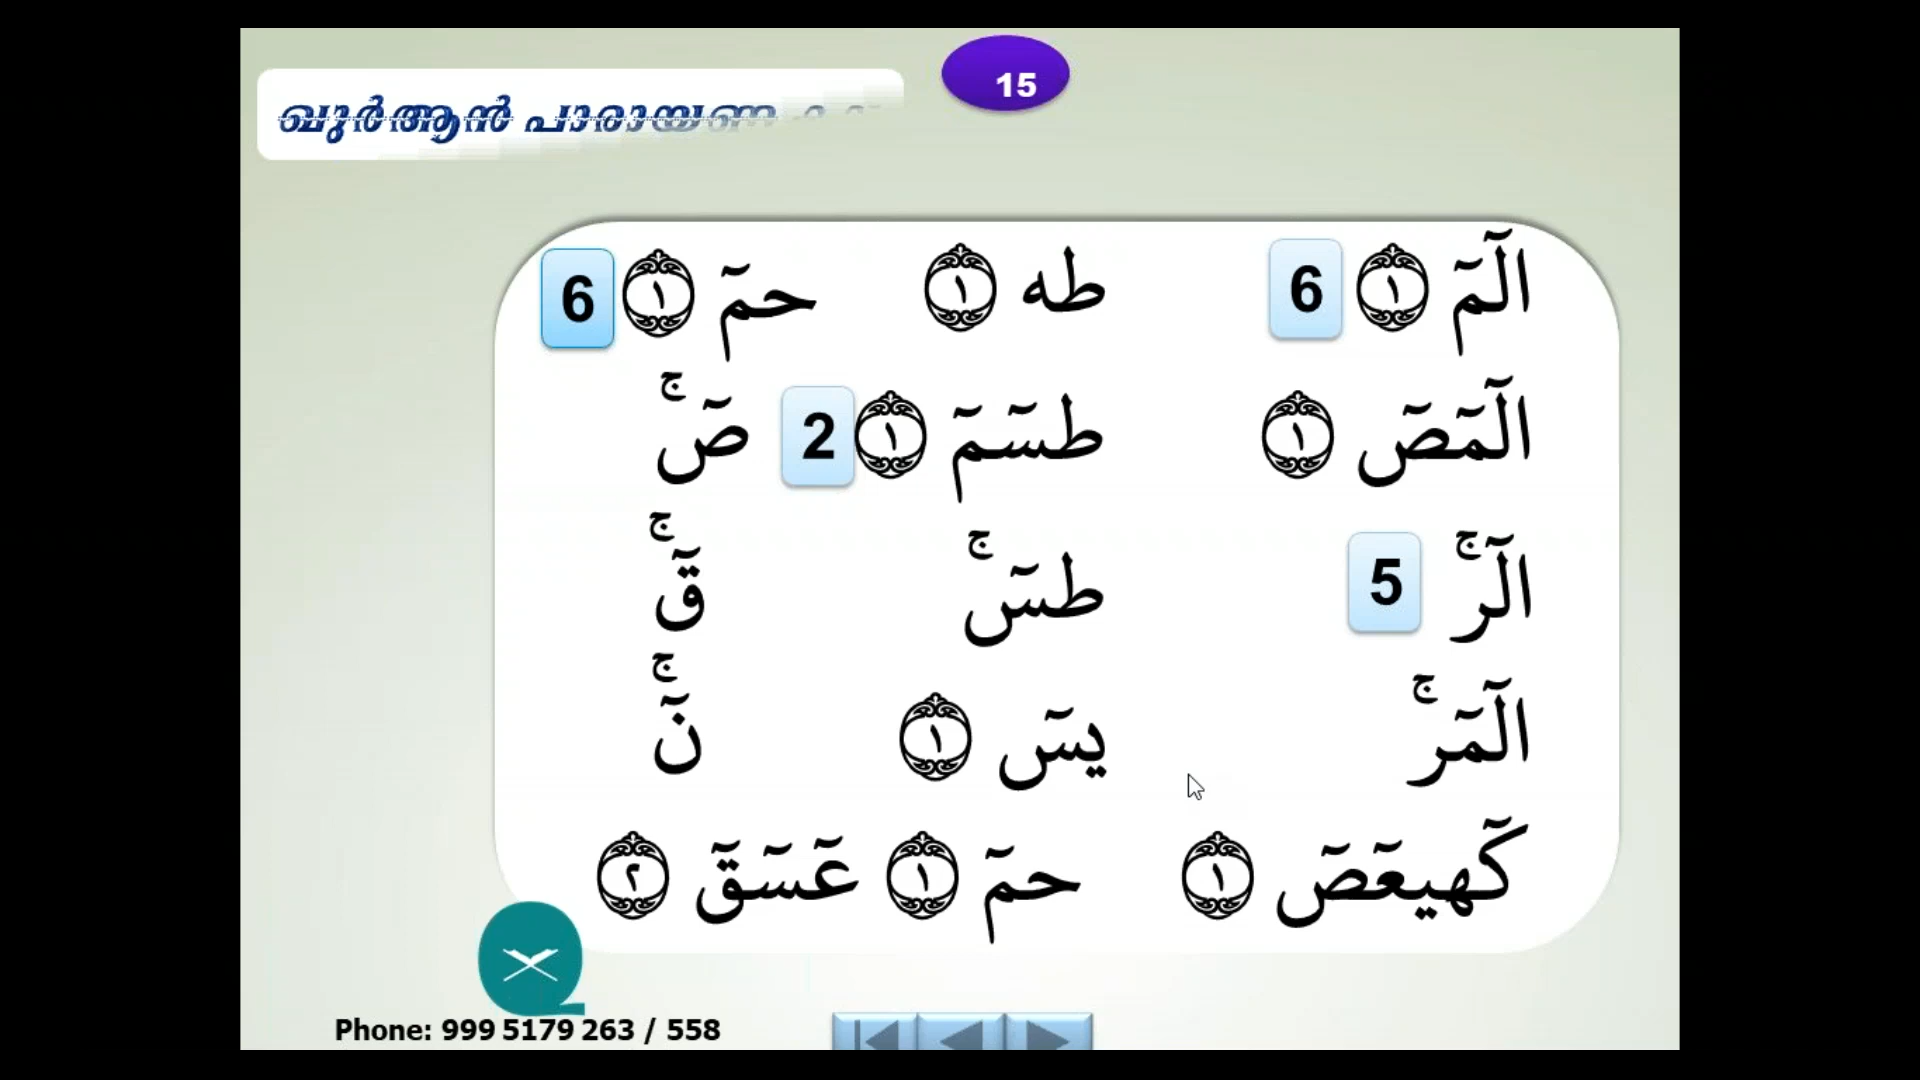 15
ഖുർആൻ പാരായണ
الٓمٓ ١ 6 طه ١ حمٓ ١ 6
الٓمٓصٓ ١ طسٓمٓ ١ 2 صٓۚ
الٓرۚ 5 طسٓۚ قٓۚ
الٓمٓرۚ يسٓ ١ نٓۚ
كٓهيعٓصٓ ١ حمٓ ١ عٓسٓقٓ ٢
Phone: 999 5179 263 / 558